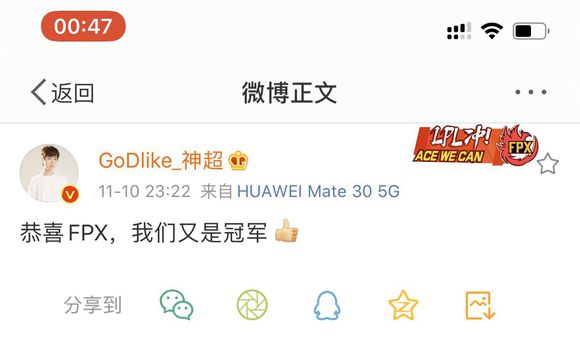 00:47
返回
微博正文
LPL冲!
ACE WE CAN
FPX
GoDlike_神超
11-10 23:22 来自 HUAWEI Mate 30 5G
恭喜FPX，我们又是冠军
分享到